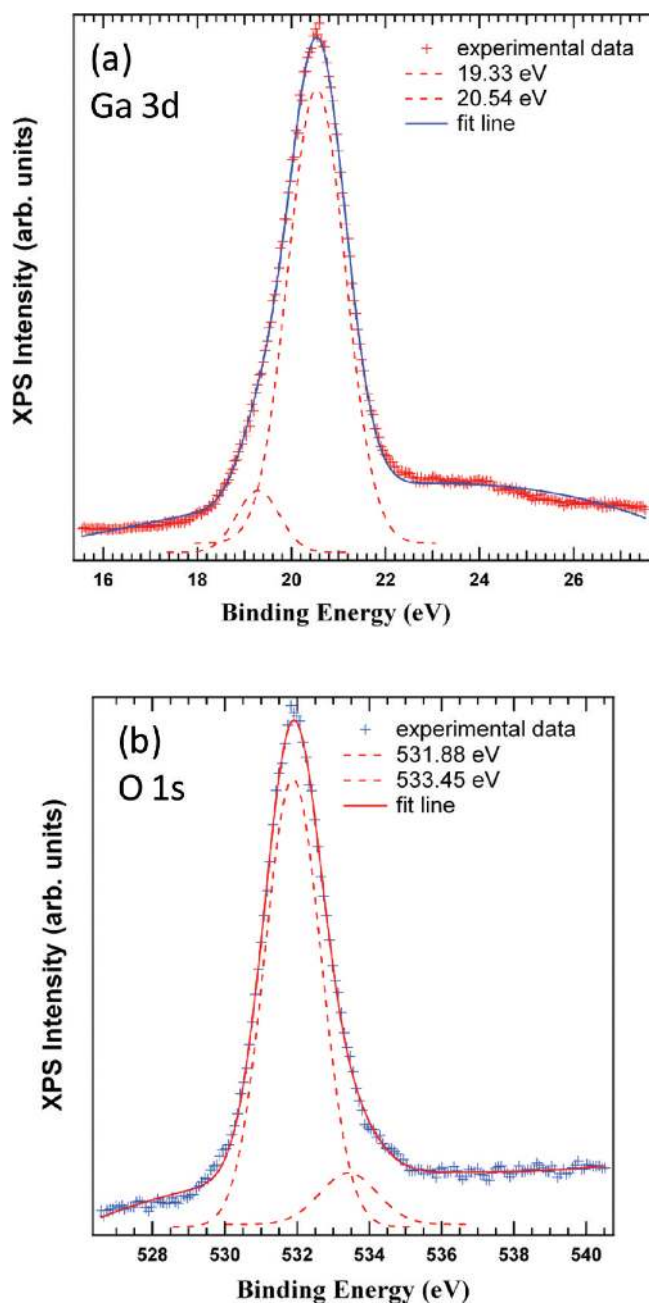 (a)
Ga 3d
experimental data
19.33 eV
20.54 eV
fit line
XPS Intensity (arb. units)
16 18 20 22 24 26
Binding Energy (eV)
(b)
O 1s
experimental data
531.88 eV
533.45 eV
fit line
XPS Intensity (arb. units)
528 530 532 534 536 538 540
Binding Energy (eV)